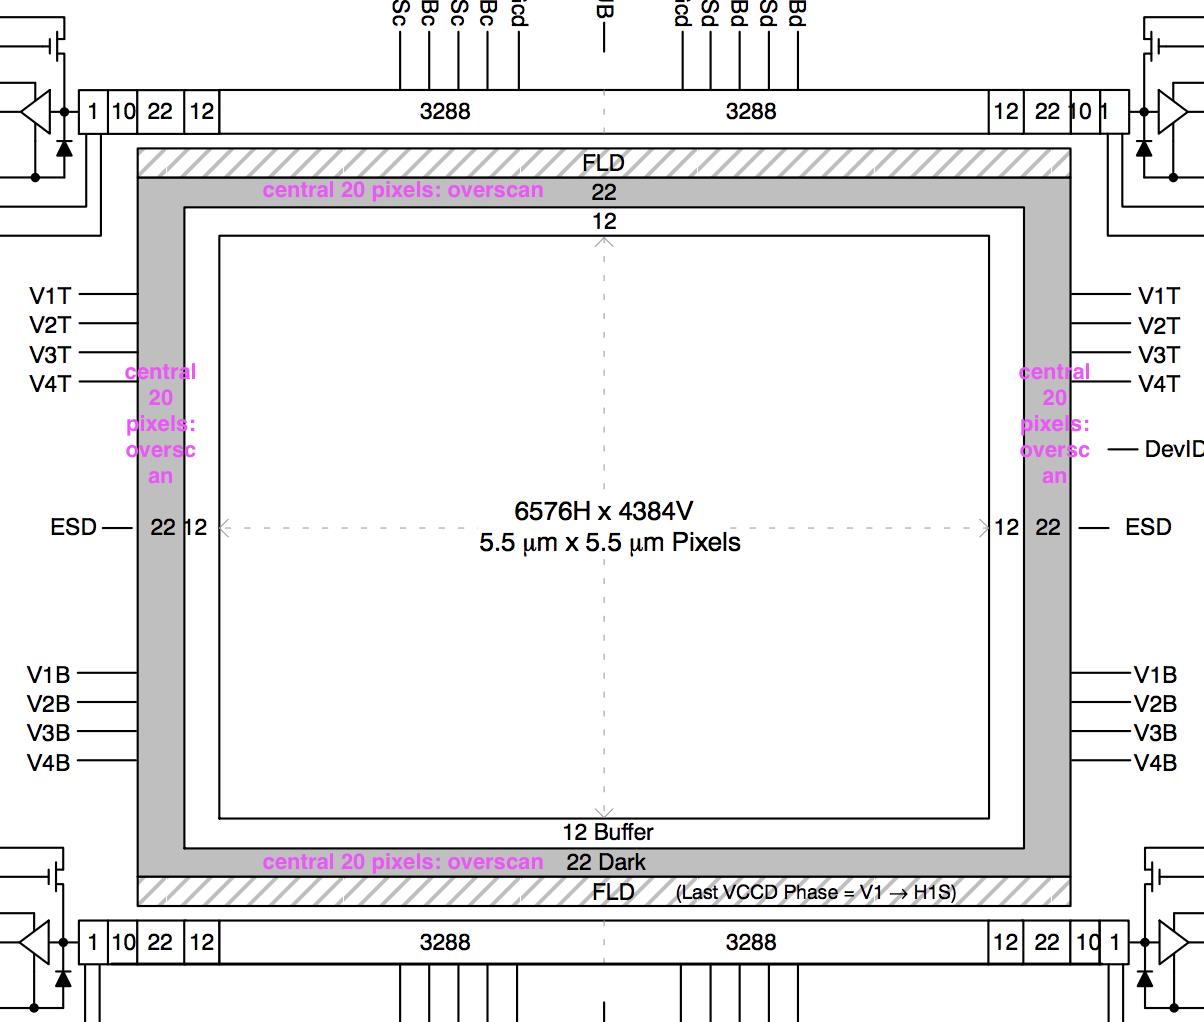 Sc Bc Sc Bc icd IB icd Sd Bd Sd Bd
1 10 22 12 3288 3288 12 22 10 1
FLD
central 20 pixels: overscan 22
12
V1T V1T
V2T V2T
V3T V3T
V4T V4T
central
20
pixels:
oversc
an
central
20
pixels:
oversc
an
DevID
6576H x 4384V
5.5 μm x 5.5 μm Pixels
ESD 22 12 12 22 ESD
V1B V1B
V2B V2B
V3B V3B
V4B V4B
12 Buffer
central 20 pixels: overscan 22 Dark
FLD (Last VCCD Phase = V1 → H1S)
1 10 22 12 3288 3288 12 22 10 1